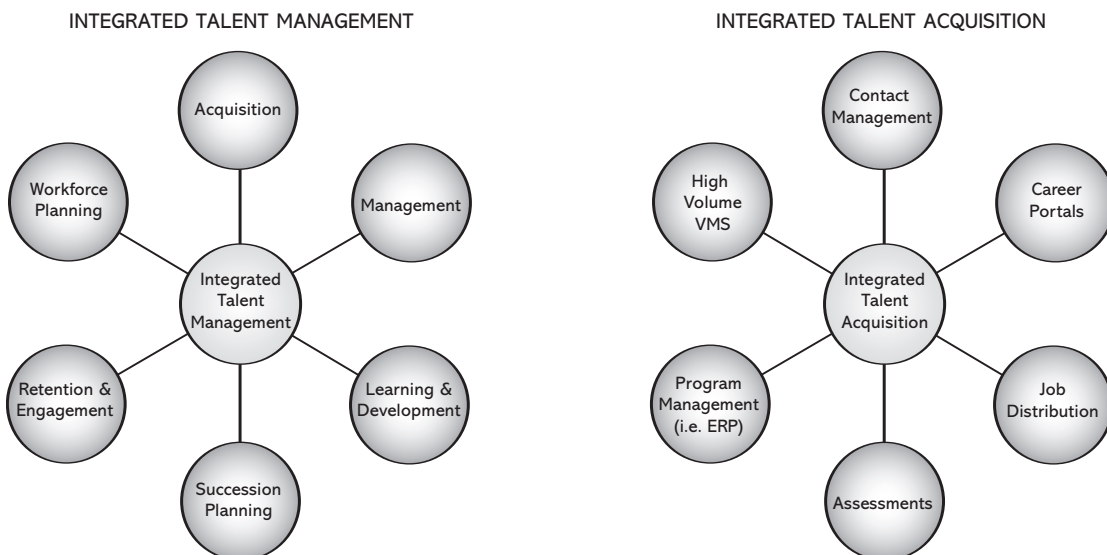 INTEGRATED TALENT MANAGEMENT
Acquisition
Workforce
Planning
Management
Integrated
Talent
Management
Retention &
Engagement
Learning &
Development
Succession
Planning
INTEGRATED TALENT ACQUISITION
Contact
Management
High
Volume
VMS
Career
Portals
Integrated
Talent
Acquisition
Program
Management
(i.e. ERP)
Job
Distribution
Assessments